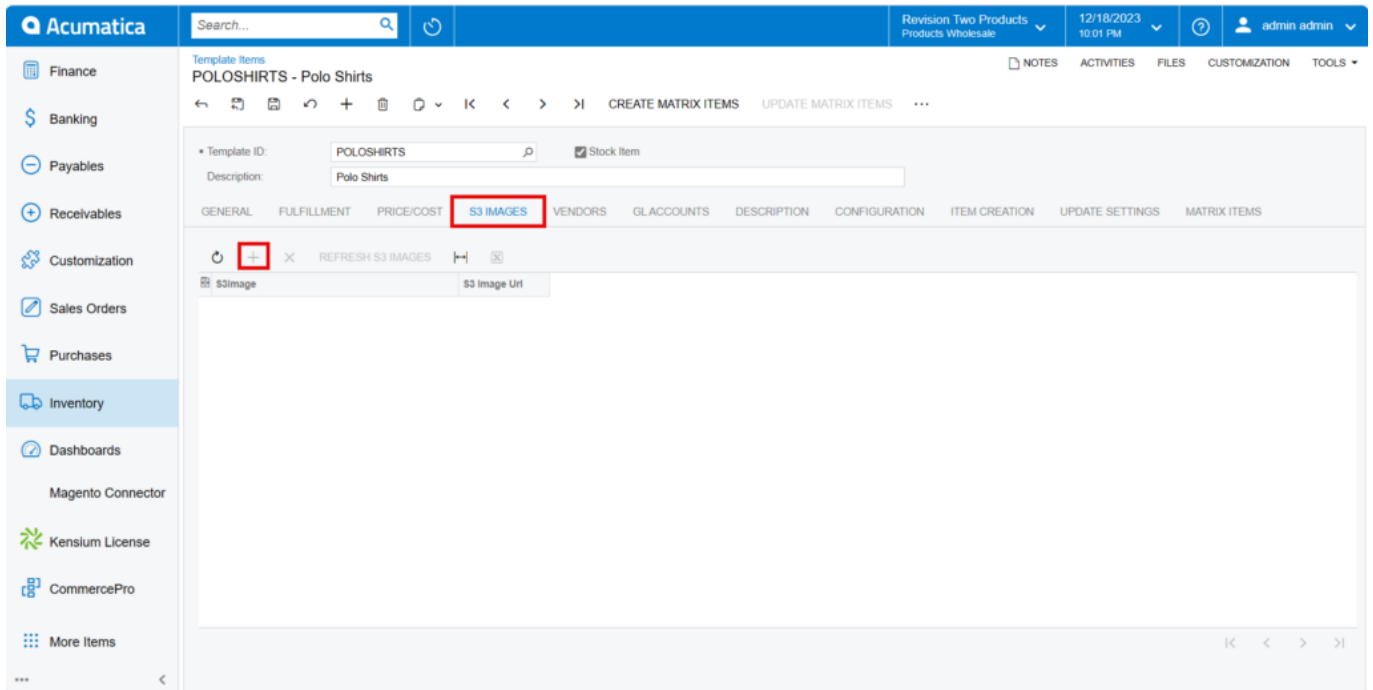 Acumatica
Search...
Revision Two Products
Products Wholesale
12/18/2023
10:01 PM
admin admin
Finance
Banking
Payables
Receivables
Customization
Sales Orders
Purchases
Inventory
Dashboards
Magento Connector
Kensium License
CommercePro
More Items
Template Items
POLOSHIRTS - Polo Shirts
NOTES ACTIVITIES FILES CUSTOMIZATION TOOLS
CREATE MATRIX ITEMS UPDATE MATRIX ITEMS ...
* Template ID: POLOSHIRTS Stock Item
Description: Polo Shirts
GENERAL FULFILLMENT PRICE/COST S3 IMAGES VENDORS GL ACCOUNTS DESCRIPTION CONFIGURATION ITEM CREATION UPDATE SETTINGS MATRIX ITEMS
REFRESH S3 IMAGES
S3Image S3 Image Url